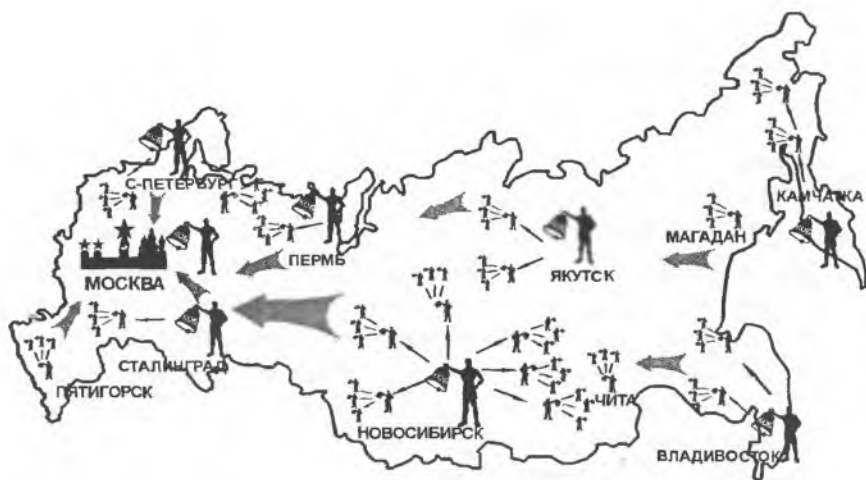 С-ПЕТЕРБУРГ
КАМЧАТКА
МАГАДАН
ПЕРМЬ
ЯКУТСК
МОСКВА
СТАЛИНГРАД
ПЯТИГОРСК
ЧИТА
НОВОСИБИРСК
ВЛАДИВОСТОК